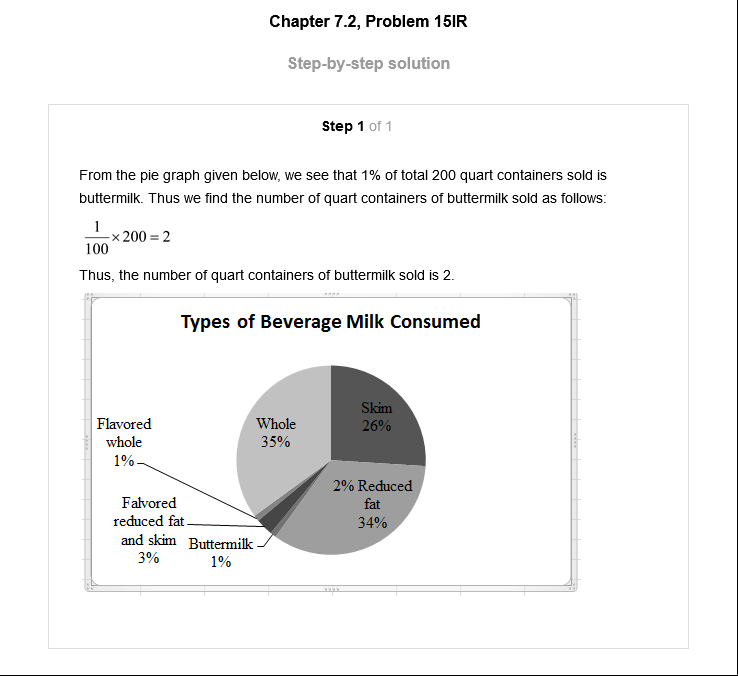 Chapter 7.2, Problem 15IR
Step-by-step solution
Step 1 of 1
From the pie graph given below, we see that 1% of total 200 quart containers sold is
buttermilk. Thus we find the number of quart containers of buttermilk sold as follows:
1
100
× 200 = 2
Thus, the number of quart containers of buttermilk sold is 2.
Types of Beverage Milk Consumed
Skim
26%
2% Reduced
fat
34%
Buttermilk
1%
Falvored
reduced fat
and skim
3%
Flavored
whole
1%
Whole
35%